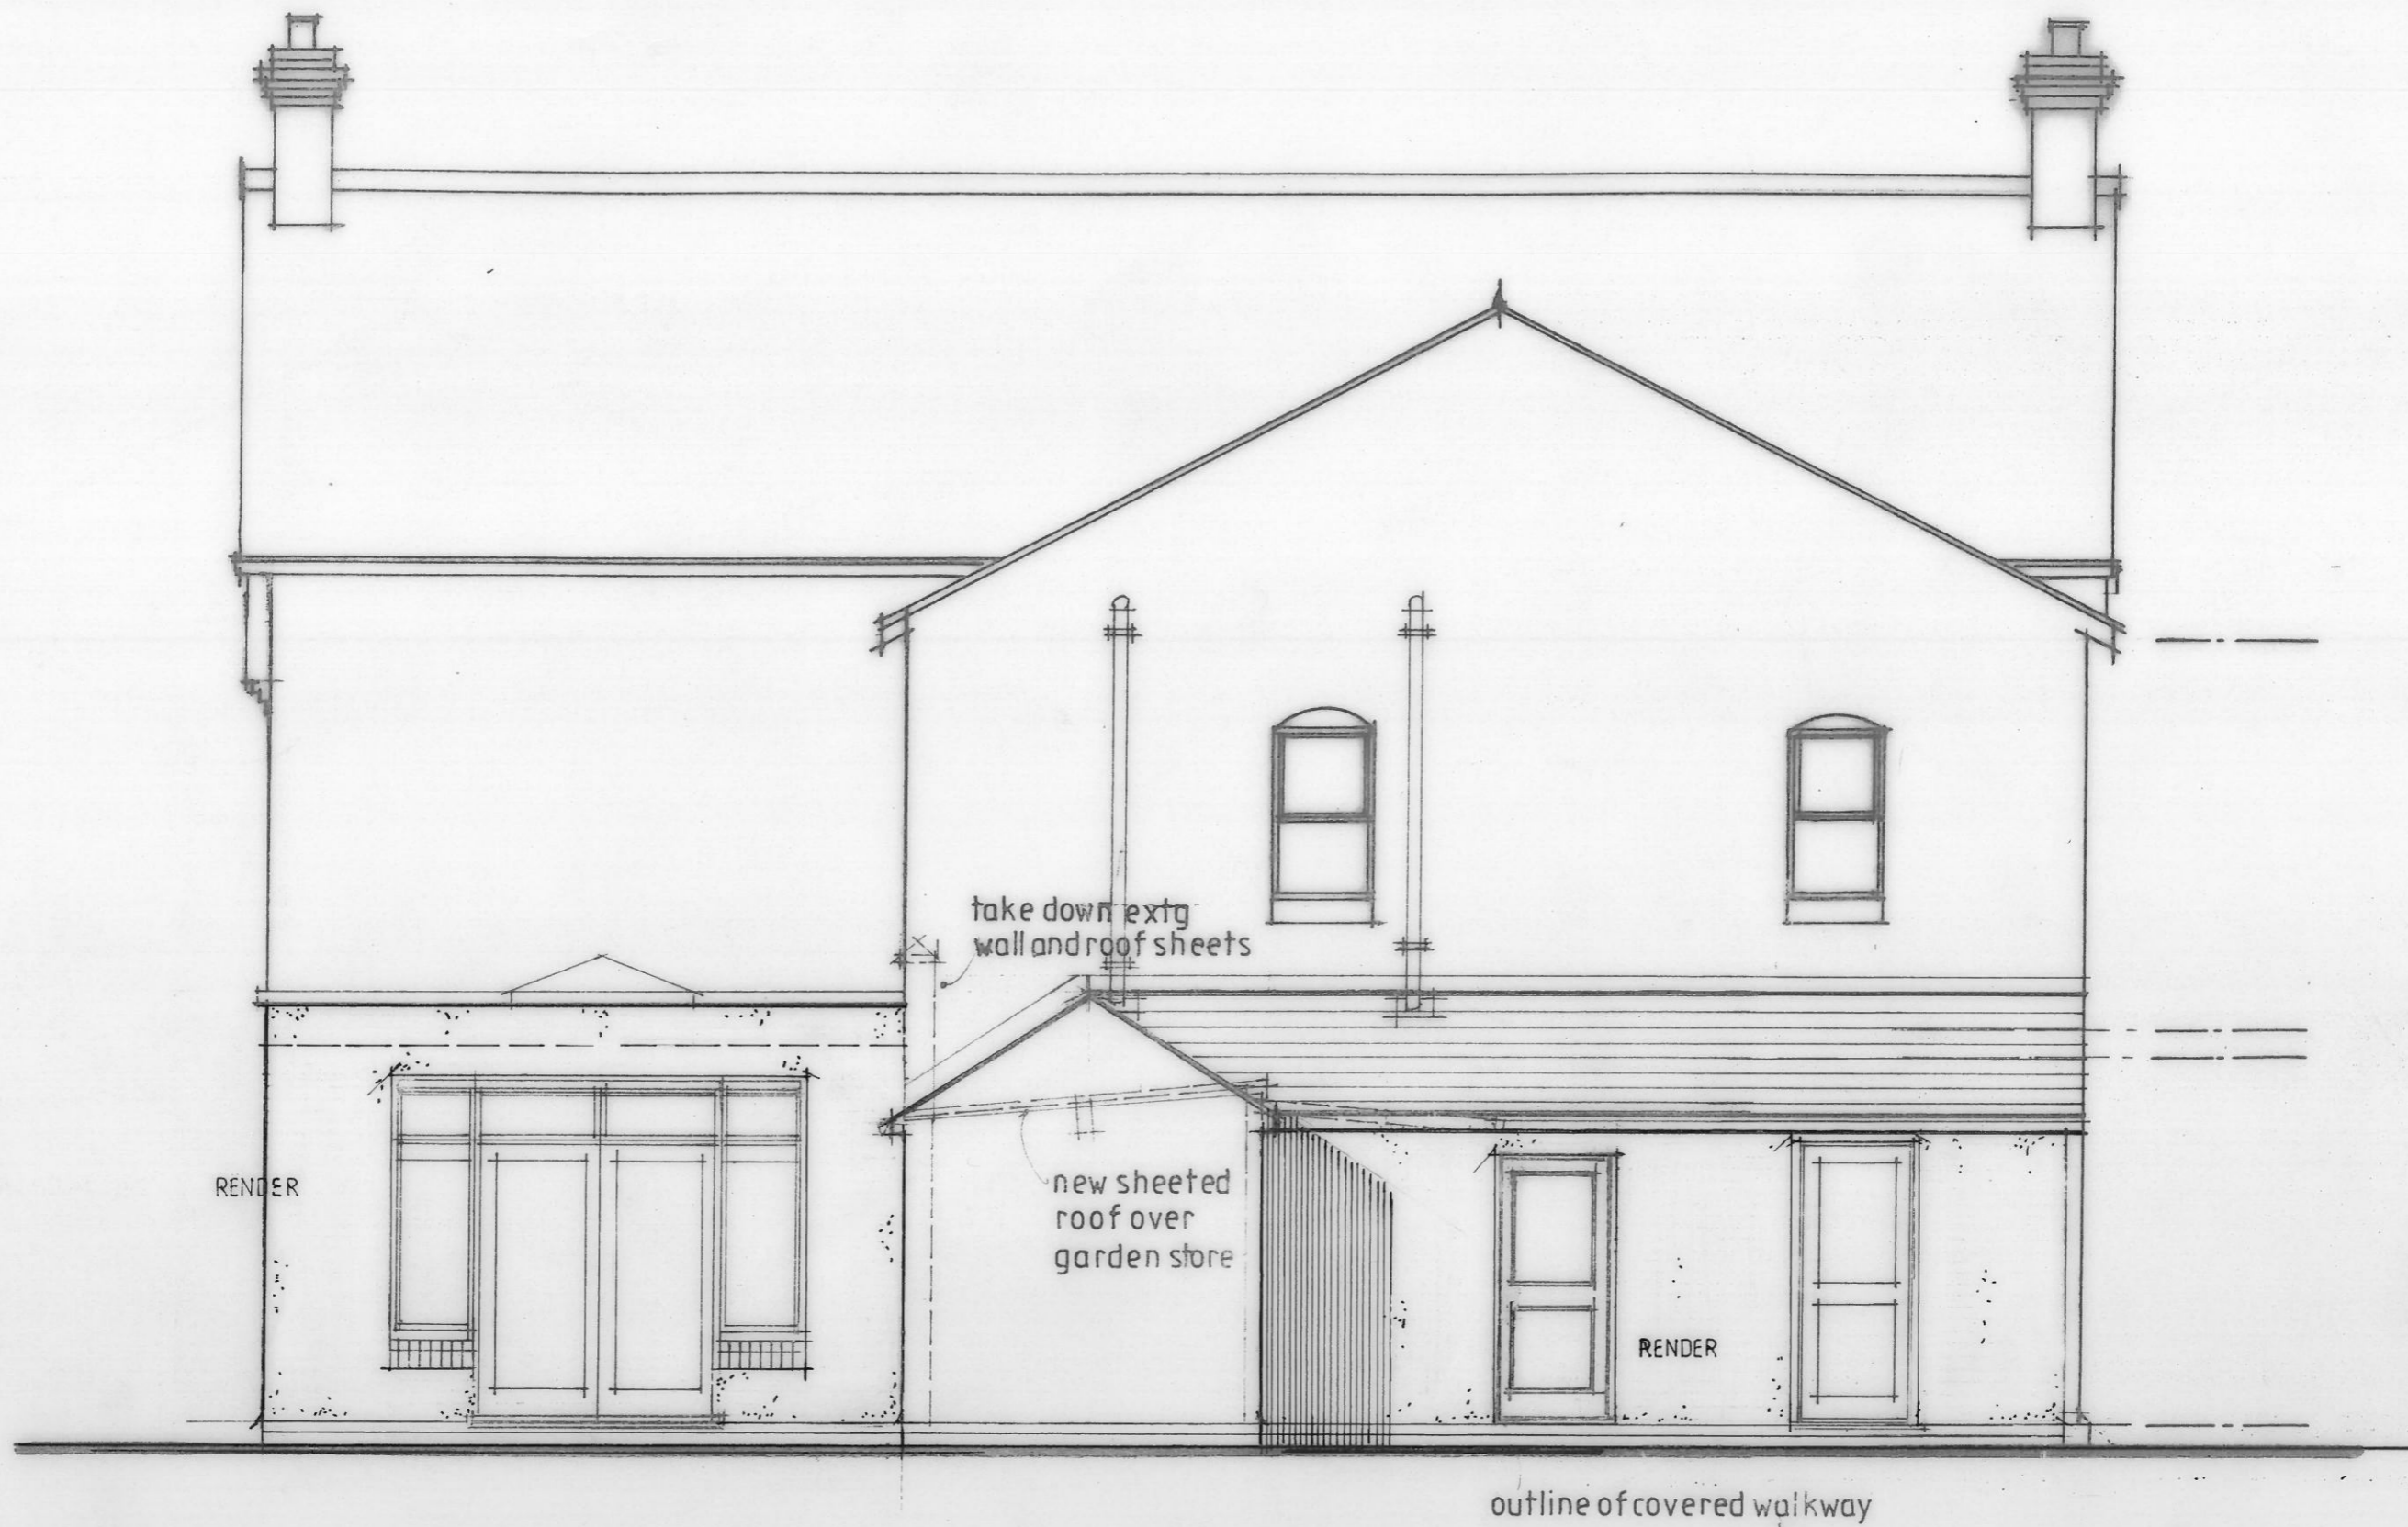 take down extg
wall and roof sheets
RENDER
new sheeted
roof over
garden store
RENDER
outline of covered walkway